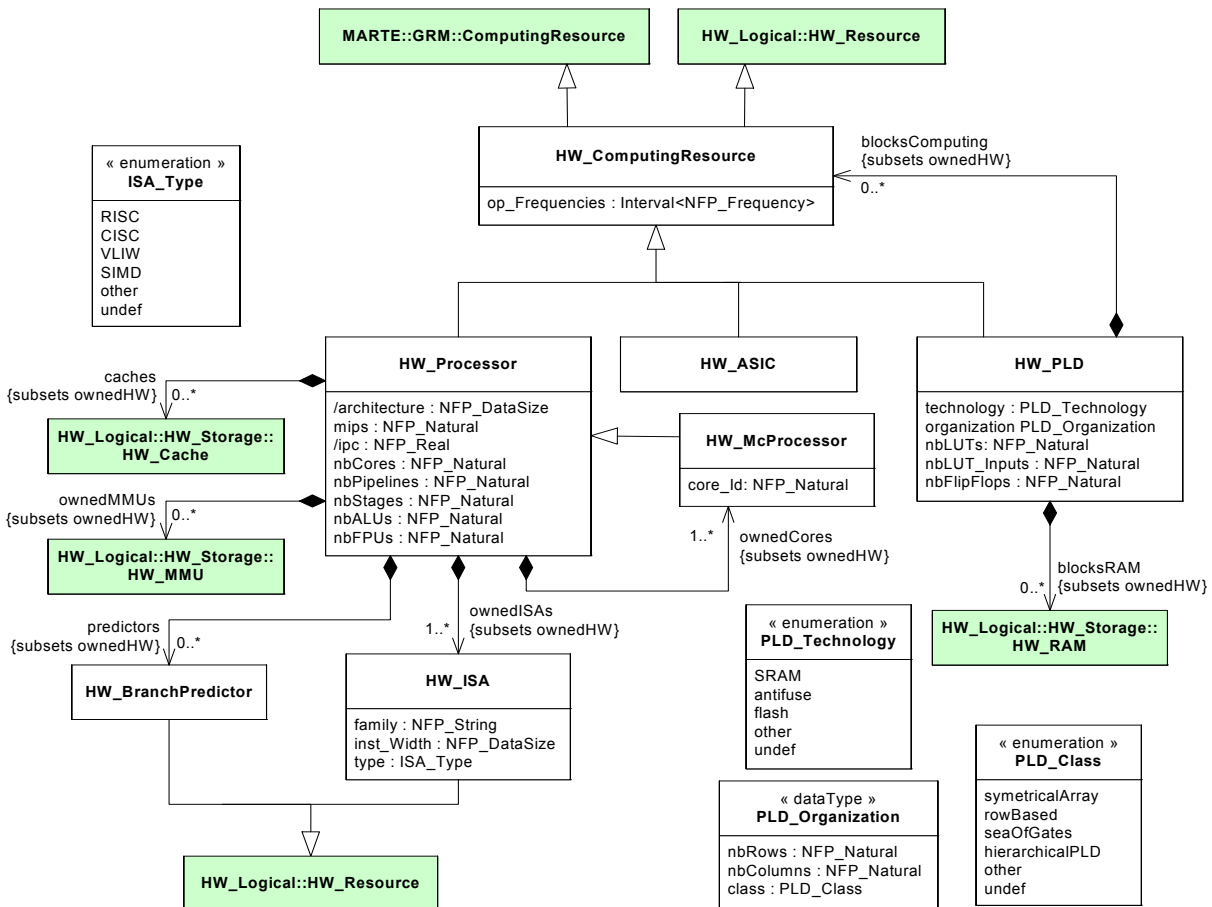 MARTE::GRM::ComputingResource
HW_Logical::HW_Resource
HW_ComputingResource
op_Frequencies : Interval<NFP_Frequency>
blocksComputing
{subsets ownedHW}
0..*
« enumeration »
ISA_Type
RISC
CISC
VLIW
SIMD
other
undef
HW_Processor
/architecture : NFP_DataSize
mips : NFP_Natural
/ipc : NFP_Real
nbCores : NFP_Natural
nbPipelines : NFP_Natural
nbStages : NFP_Natural
nbALUs : NFP_Natural
nbFPUs : NFP_Natural
HW_ASIC
HW_PLD
technology : PLD_Technology
organization PLD_Organization
nbLUTs: NFP_Natural
nbLUT_Inputs : NFP_Natural
nbFlipFlops : NFP_Natural
caches
{subsets ownedHW}
0..*
HW_Logical::HW_Storage::
HW_Cache
HW_McProcessor
core_Id: NFP_Natural
ownedMMUs
{subsets ownedHW}
0..*
HW_Logical::HW_Storage::
HW_MMU
1..*
ownedCores
{subsets ownedHW}
blocksRAM
{subsets ownedHW}
0..*
HW_Logical::HW_Storage::
HW_RAM
predictors
{subsets ownedHW}
0..*
HW_BranchPredictor
ownedISAs
{subsets ownedHW}
1..*
HW_ISA
family : NFP_String
inst_Width : NFP_DataSize
type : ISA_Type
« enumeration »
PLD_Technology
SRAM
antifuse
flash
other
undef
« enumeration »
PLD_Class
symetricalArray
rowBased
seaOfGates
hierarchicalPLD
other
undef
« dataType »
PLD_Organization
nbRows : NFP_Natural
nbColumns : NFP_Natural
class : PLD_Class
HW_Logical::HW_Resource